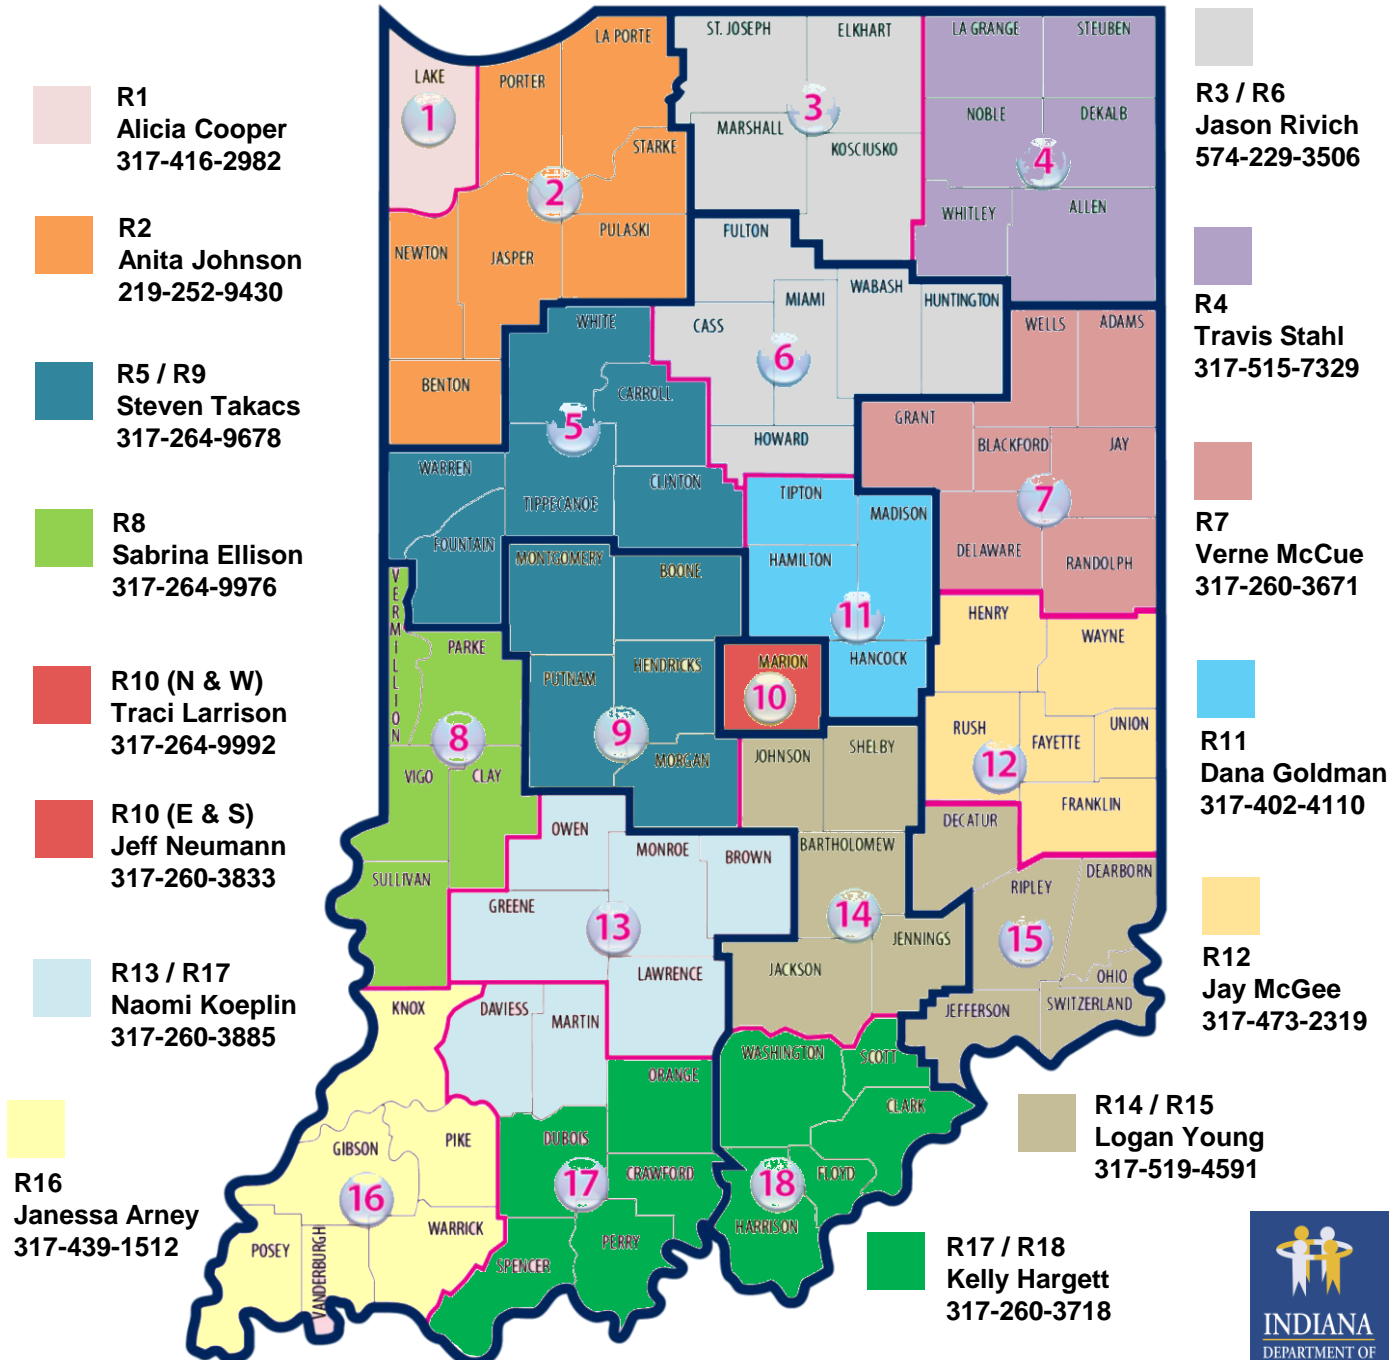 R1
Alicia Cooper
317-416-2982
R2
Anita Johnson
219-252-9430
R5 / R9
Steven Takacs
317-264-9678
R8
Sabrina Ellison
317-264-9976
R10 (N & W)
Traci Larrison
317-264-9992
R10 (E & S)
Jeff Neumann
317-260-3833
R13 / R17
Naomi Koeplin
317-260-3885
R16
Janessa Arney
317-439-1512
LAKE
1
PORTER
LA PORTE
STARKE
2
NEWTON
JASPER
PULASKI
BENTON
ST. JOSEPH
ELKHART
3
MARSHALL
KOSCIUSKO
LA GRANGE
STEUBEN
NOBLE
DEKALB
4
WHITLEY
ALLEN
FULTON
MIAMI
WABASH
HUNTINGTON
CASS
6
HOWARD
WHITE
CARROLL
5
WARREN
TIPPECANOE
CLINTON
FOUNTAIN
WELLS
ADAMS
GRANT
BLACKFORD
JAY
7
DELAWARE
RANDOLPH
TIPTON
MADISON
HAMILTON
11
HANCOCK
MONTGOMERY
BOONE
PUTNAM
HENDRICKS
9
MORGAN
MARION
10
VERMILLION
PARKE
8
VIGO
CLAY
SULLIVAN
HENRY
WAYNE
RUSH
FAYETTE
UNION
12
FRANKLIN
JOHNSON
SHELBY
BARTHOLOMEW
14
JENNINGS
JACKSON
DECATUR
RIPLEY
DEARBORN
15
OHIO
JEFFERSON
SWITZERLAND
OWEN
MONROE
BROWN
GREENE
13
LAWRENCE
KNOX
DAVIESS
MARTIN
ORANGE
DUBOIS
17
CRAWFORD
PERRY
SPENCER
GIBSON
PIKE
16
WARRICK
POSEY
VANDERBURGH
WASHINGTON
SCOTT
CLARK
18
FLOYD
HARRISON
R3 / R6
Jason Rivich
574-229-3506
R4
Travis Stahl
317-515-7329
R7
Verne McCue
317-260-3671
R11
Dana Goldman
317-402-4110
R12
Jay McGee
317-473-2319
R14 / R15
Logan Young
317-519-4591
R17 / R18
Kelly Hargett
317-260-3718
INDIANA
DEPARTMENT OF